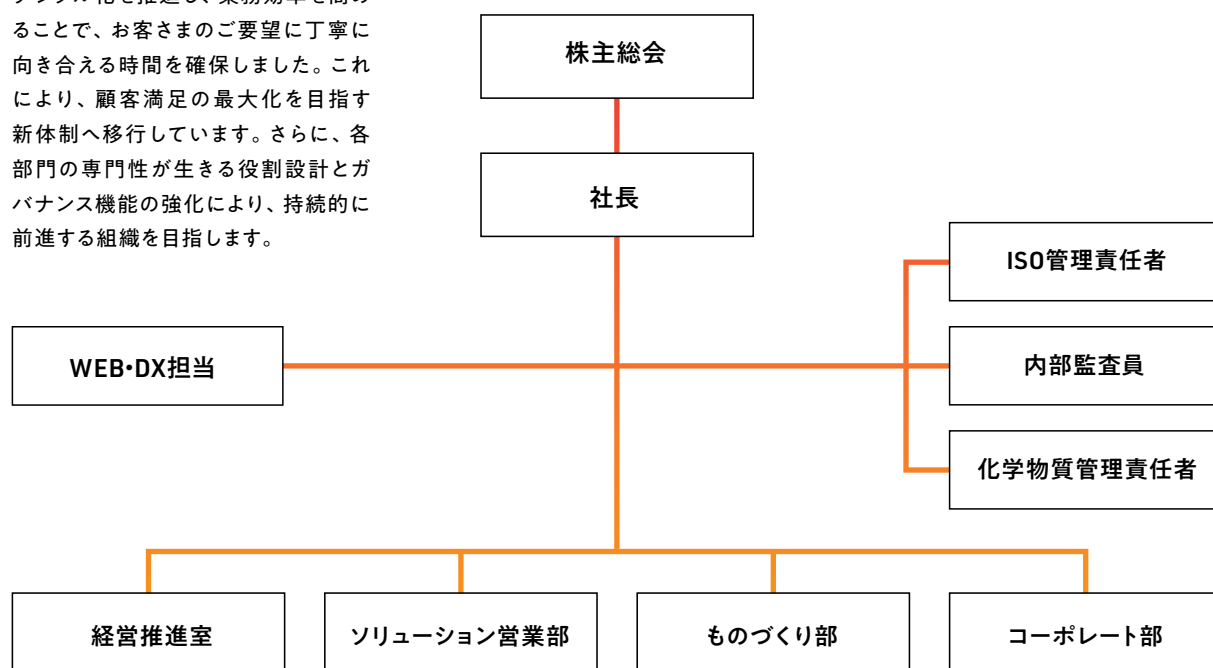 ることで、お客さまのご要望に丁寧に
向き合える時間を確保しました。これ
により、顧客満足の最大化を目指す
新体制へ移行しています。さらに、各
部門の専門性が生きる役割設計とガ
バナンス機能の強化により、持続的に
前進する組織を目指します。
株主総会
社長
ISO管理責任者
WEB・DX担当
内部監査員
化学物質管理責任者
経営推進室
ソリューション営業部
ものづくり部
コーポレート部